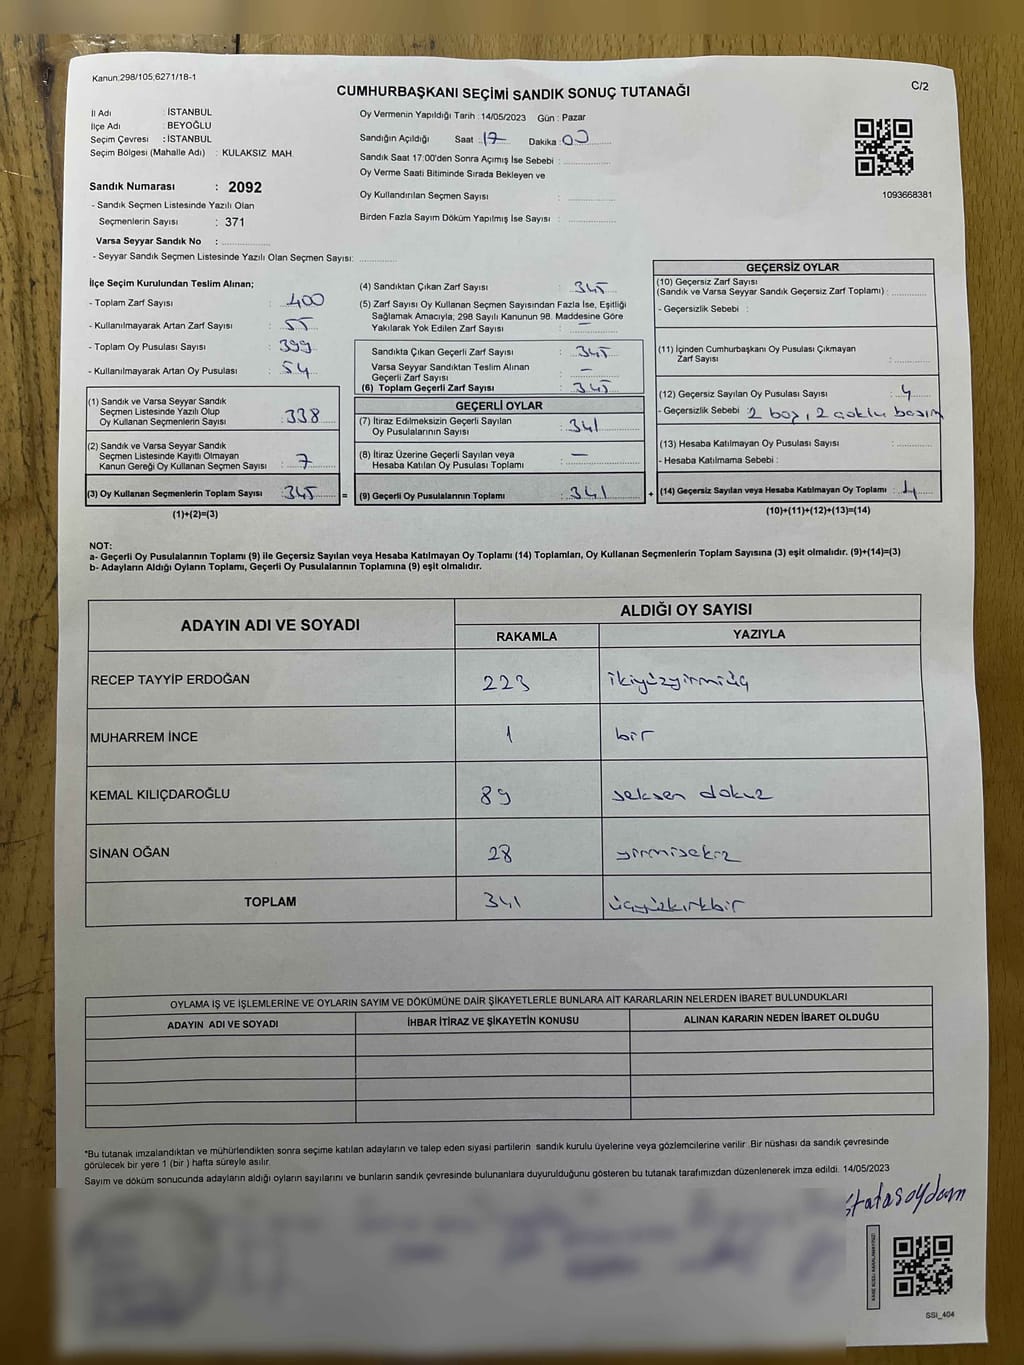 Kanun:298/105,6271/18-1
C/2
CUMHURBAŞKANI SEÇİMİ SANDIK SONUÇ TUTANAĞI
İl Adı : İSTANBUL
İlçe Adı : BEYOĞLU
Seçim Çevresi : İSTANBUL
Seçim Bölgesi (Mahalle Adı) : KULAKSIZ MAH.
Sandık Numarası : 2092
- Sandık Seçmen Listesinde Yazılı Olan
Seçmenlerin Sayısı : 371
Varsa Seyyar Sandık No :
- Seyyar Sandık Seçmen Listesinde Yazılı Olan Seçmen Sayısı:
Oy Vermenin Yapıldığı Tarih : 14/05/2023 Gün : Pazar
Sandığın Açıldığı Saat : 17 Dakika : 00
Sandık Saat 17:00'den Sonra Açımış İse Sebebi :
Oy Verme Saati Bitiminde Sırada Bekleyen ve
Oy Kullandırılan Seçmen Sayısı :
Birden Fazla Sayım Döküm Yapılmış İse Sayısı :
1093668381
İlçe Seçim Kurulundan Teslim Alınan;
- Toplam Zarf Sayısı : 400
- Kullanılmayarak Artan Zarf Sayısı : 55
- Toplam Oy Pusulası Sayısı : 399
- Kullanılmayarak Artan Oy Pusulası : 54
(1) Sandık ve Varsa Seyyar Sandık
Seçmen Listesinde Yazılı Olup
Oy Kullanan Seçmenlerin Sayısı : 338
(2) Sandık ve Varsa Seyyar Sandık
Seçmen Listesinde Kayıtlı Olmayan
Kanun Gereği Oy Kullanan Seçmen Sayısı : 7
(3) Oy Kullanan Seçmenlerin Toplam Sayısı : 345 =
(1)+(2)=(3)
(4) Sandıktan Çıkan Zarf Sayısı : 345
(5) Zarf Sayısı Oy Kullanan Seçmen Sayısından Fazla İse, Eşitliği
Sağlamak Amacıyla; 298 Sayılı Kanunun 98. Maddesine Göre
Yakılarak Yok Edilen Zarf Sayısı : —
Sandıkta Çıkan Geçerli Zarf Sayısı : 345
Varsa Seyyar Sandıktan Teslim Alınan
Geçerli Zarf Sayısı : —
(6) Toplam Geçerli Zarf Sayısı : 345
GEÇERLİ OYLAR
(7) İtiraz Edilmeksizin Geçerli Sayılan
Oy Pusulalarının Sayısı : 341
(8) İtiraz Üzerine Geçerli Sayılan veya
Hesaba Katılan Oy Pusulası Toplamı : —
(9) Geçerli Oy Pusulalarının Toplamı : 341 +
GEÇERSİZ OYLAR
(10) Geçersiz Zarf Sayısı
(Sandık ve Varsa Seyyar Sandık Geçersiz Zarf Toplamı) :
- Geçersizlik Sebebi :
(11) İçinden Cumhurbaşkanı Oy Pusulası Çıkmayan
Zarf Sayısı :
(12) Geçersiz Sayılan Oy Pusulası Sayısı : 4
- Geçersizlik Sebebi : 2 boş, 2 çoklu basım
(13) Hesaba Katılmayan Oy Pusulası Sayısı :
- Hesaba Katılmama Sebebi :
(14) Geçersiz Sayılan veya Hesaba Katılmayan Oy Toplamı : 4
(10)+(11)+(12)+(13)=(14)
NOT:
a- Geçerli Oy Pusulalarının Toplamı (9) ile Geçersiz Sayılan veya Hesaba Katılmayan Oy Toplamı (14) Toplamları, Oy Kullanan Seçmenlerin Toplam Sayısına (3) eşit olmalıdır. (9)+(14)=(3)
b- Adayların Aldığı Oyların Toplamı, Geçerli Oy Pusulalarının Toplamına (9) eşit olmalıdır.
ADAYIN ADI VE SOYADI
ALDIĞI OY SAYISI
RAKAMLA YAZIYLA
RECEP TAYYİP ERDOĞAN 223 ikiyüzyirmiüç
MUHARREM İNCE 1 bir
KEMAL KILIÇDAROĞLU 89 seksen dokuz
SİNAN OĞAN 28 yirmisekiz
TOPLAM 341 üçyüzkırkbir
OYLAMA İŞ VE İŞLEMLERİNE VE OYLARIN SAYIM VE DÖKÜMÜNE DAİR ŞİKAYETLERLE BUNLARA AİT KARARLARIN NELERDEN İBARET BULUNDUKLARI
ADAYIN ADI VE SOYADI İHBAR İTİRAZ VE ŞİKAYETİN KONUSU ALINAN KARARIN NEDEN İBARET OLDUĞU
*Bu tutanak imzalandıktan ve mühürlendikten sonra seçime katılan adayların ve talep eden siyasi partilerin sandık kurulu üyelerine veya gözlemcilerine verilir. Bir nüshası da sandık çevresinde
görülecek bir yere 1 (bir) hafta süreyle asılır.
Sayım ve döküm sonucunda adayların aldığı oyların sayılarını ve bunların sandık çevresinde bulunanlara duyurulduğunu gösteren bu tutanak tarafımızdan düzenlenerek imza edildi. 14/05/2023
SSI_404